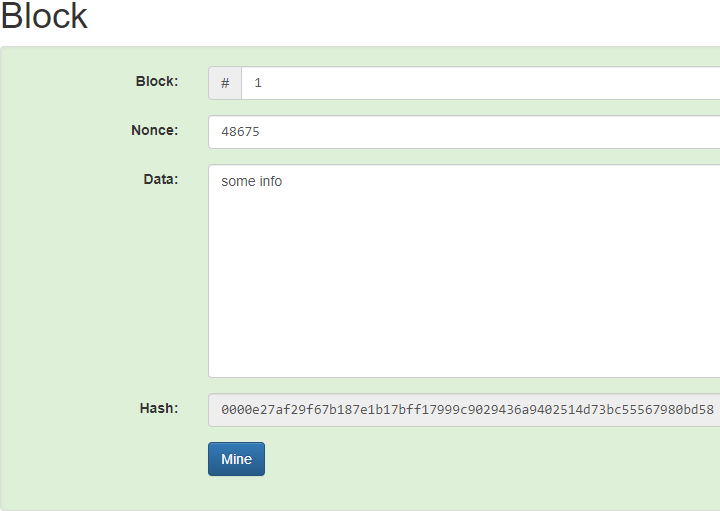 Block
Block: # 1
Nonce: 48675
Data: some info
Hash: 0000e27af29f67b187e1b17bff17999c9029436a9402514d73bc55567980bd58
Mine